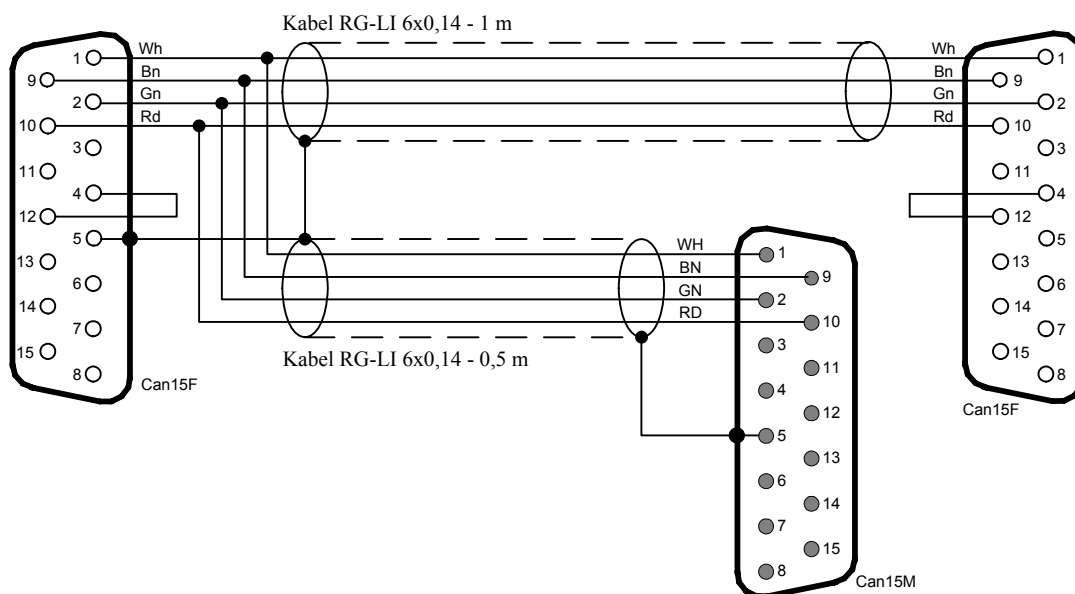 Kabel RG-LI 6x0,14 - 1 m
1 Wh Wh 1
9 Bn Bn 9
2 Gn Gn 2
10 Rd Rd 10
3 3
11 11
4 4
12 12
5 5
13 13
6 6
14 14
7 7
15 15
8 8
Can15F
Can15F
WH 1
BN 9
GN 2
RD 10
3
11
4
12
5
13
6
14
7
15
8
Kabel RG-LI 6x0,14 - 0,5 m
Can15M